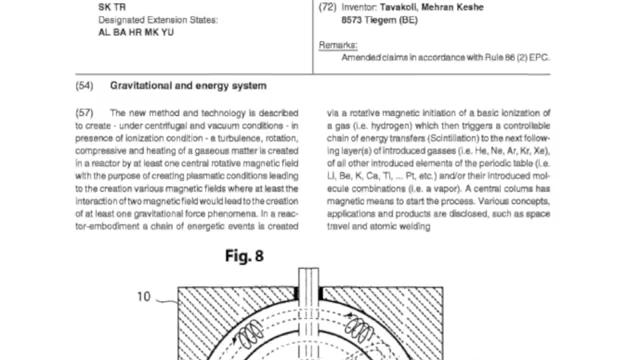 SK TR
Designated Extension States:
AL BA HR MK YU
(72) Inventor: Tavakoli, Mehran Keshe
8573 Tiegem (BE)
Remarks:
Amended claims in accordance with Rule 86 (2) EPC.
(54) Gravitational and energy system
(57) The new method and technology is described
to create - under centrifugal and vacuum conditions - in
presence of ionization condition - a turbulence, rotation,
compressive and heating of a gaseous matter is created
in a reactor by at least one central rotative magnetic field
with the purpose of creating plasmatic conditions leading
to the creation various magnetic fields where at least the
interaction of two magnetic field would lead to the creation
of at least one gravitational force phenomena. In a reac-
tor-embodiment a chain of energetic events is created
via a rotative magnetic initiation of a basic ionization of
a gas (i.e. hydrogen) which then triggers a controllable
chain of energy transfers (Scintillation) to the next follow-
ing layer(s) of introduced gasses (i.e. He, Ne, Ar, Kr, Xe),
of all other introduced elements of the periodic table (i.e.
Li, Be, K, Ca, Ti, ... Pt, etc.) and/or their introduced mol-
ecule combinations (i.e. a vapor). A central column has
magnetic means to start the process. Various concepts,
applications and products are disclosed, such as space
travel and atomic welding
Fig. 8
10